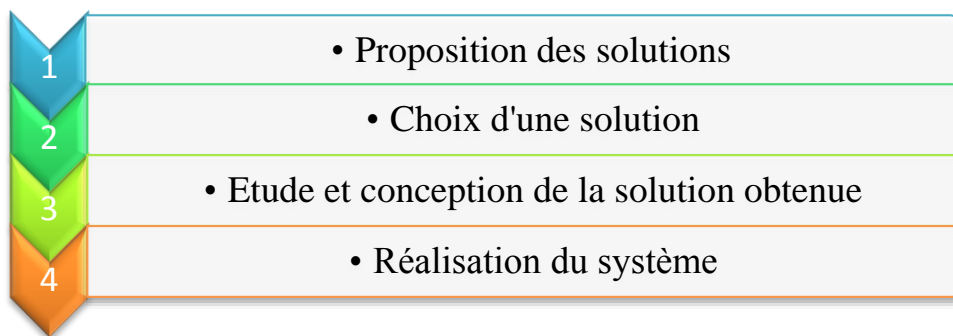 1 • Proposition des solutions
2 • Choix d'une solution
3 • Etude et conception de la solution obtenue
4 • Réalisation du système